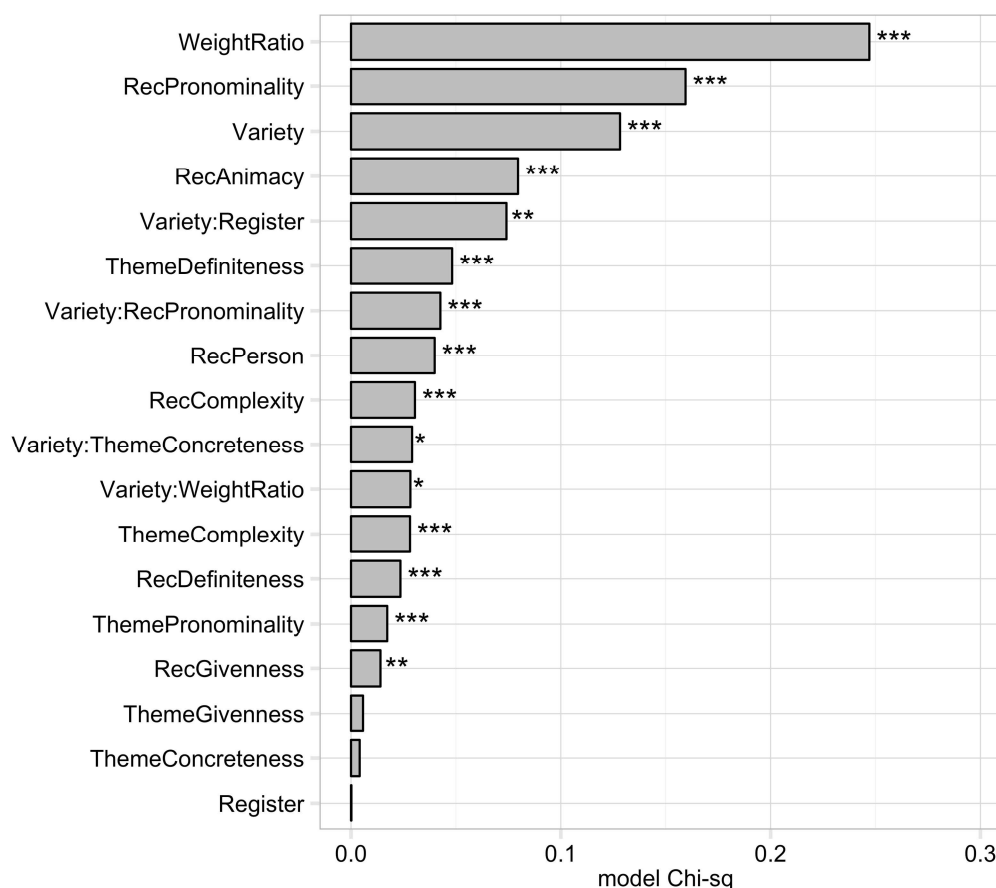 WeightRatio ***
RecPronominality ***
Variety ***
RecAnimacy ***
Variety:Register **
ThemeDefiniteness ***
Variety:RecPronominality ***
RecPerson ***
RecComplexity ***
Variety:ThemeConcreteness *
Variety:WeightRatio *
ThemeComplexity ***
RecDefiniteness ***
ThemePronominality ***
RecGivenness **
ThemeGivenness
ThemeConcreteness
Register
0.0 0.1 0.2 0.3
model Chi-sq